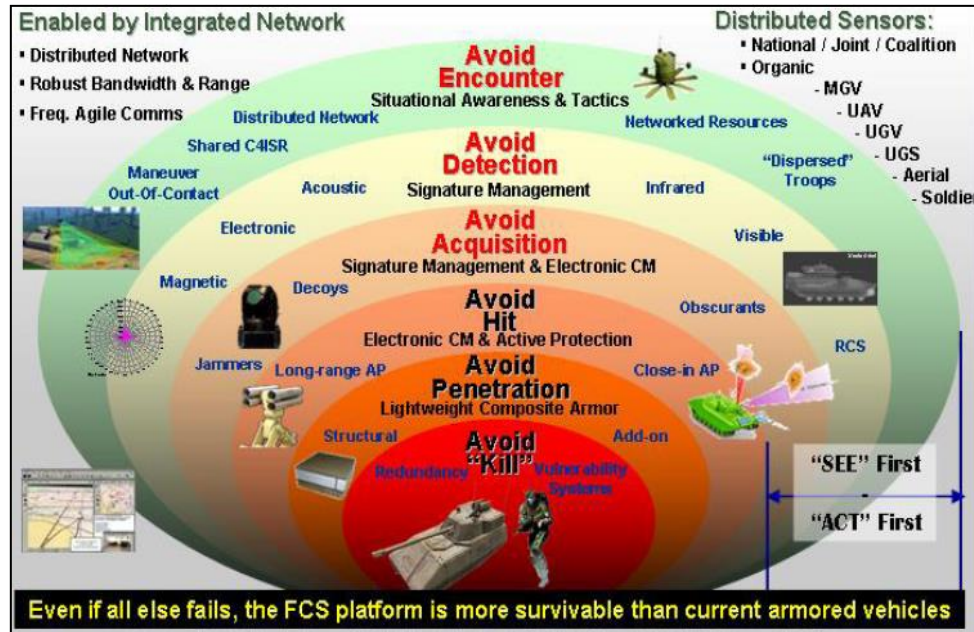 Enabled by Integrated Network
▪ Distributed Network
▪ Robust Bandwidth & Range
▪ Freq. Agile Comms
Distributed Sensors:
▪ National / Joint / Coalition
▪ Organic
- MGV
- UAV
- UGV
- UGS
- Aerial
- Soldier
Avoid
Encounter
Situational Awareness & Tactics
Distributed Network
Networked Resources
Shared C4ISR
Maneuver
Out-Of-Contact
"Dispersed"
Troops
Avoid
Detection
Signature Management
Acoustic
Infrared
Electronic
Visible
Magnetic
RCS
Avoid
Acquisition
Signature Management & Electronic CM
Decoys
Obscurants
Jammers
Avoid
Hit
Electronic CM & Active Protection
Long-range AP
Close-in AP
Avoid
Penetration
Lightweight Composite Armor
Structural
Add-on
Avoid
"Kill"
Redundancy
Vulnerability
Systems
"SEE" First
-
"ACT" First
Even if all else fails, the FCS platform is more survivable than current armored vehicles